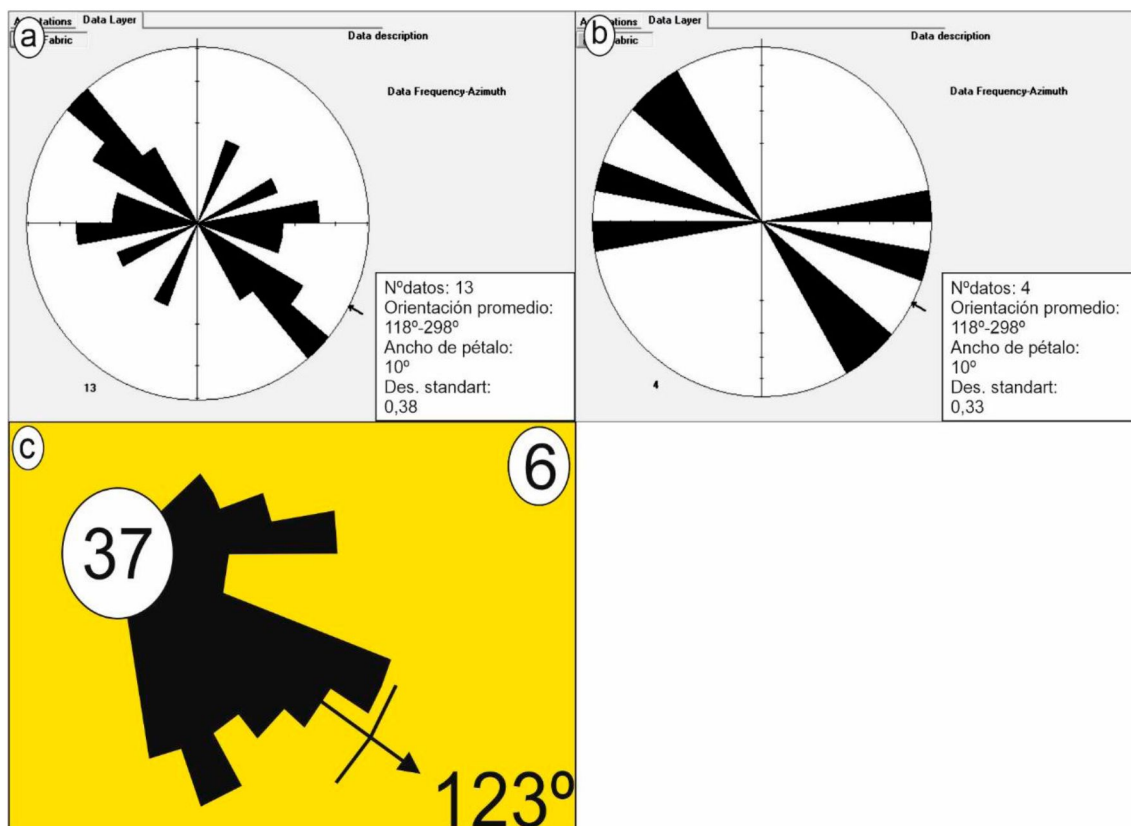 a
Data Layer
Fabric
Data description
Data Frequency-Azimuth
13
Nºdatos: 13
Orientación promedio:
118º-298º
Ancho de pétalo:
10º
Des. standart:
0,38
b
Data Layer
Fabric
Data description
Data Frequency-Azimuth
4
Nºdatos: 4
Orientación promedio:
118º-298º
Ancho de pétalo:
10º
Des. standart:
0,33
c
6
37
123º